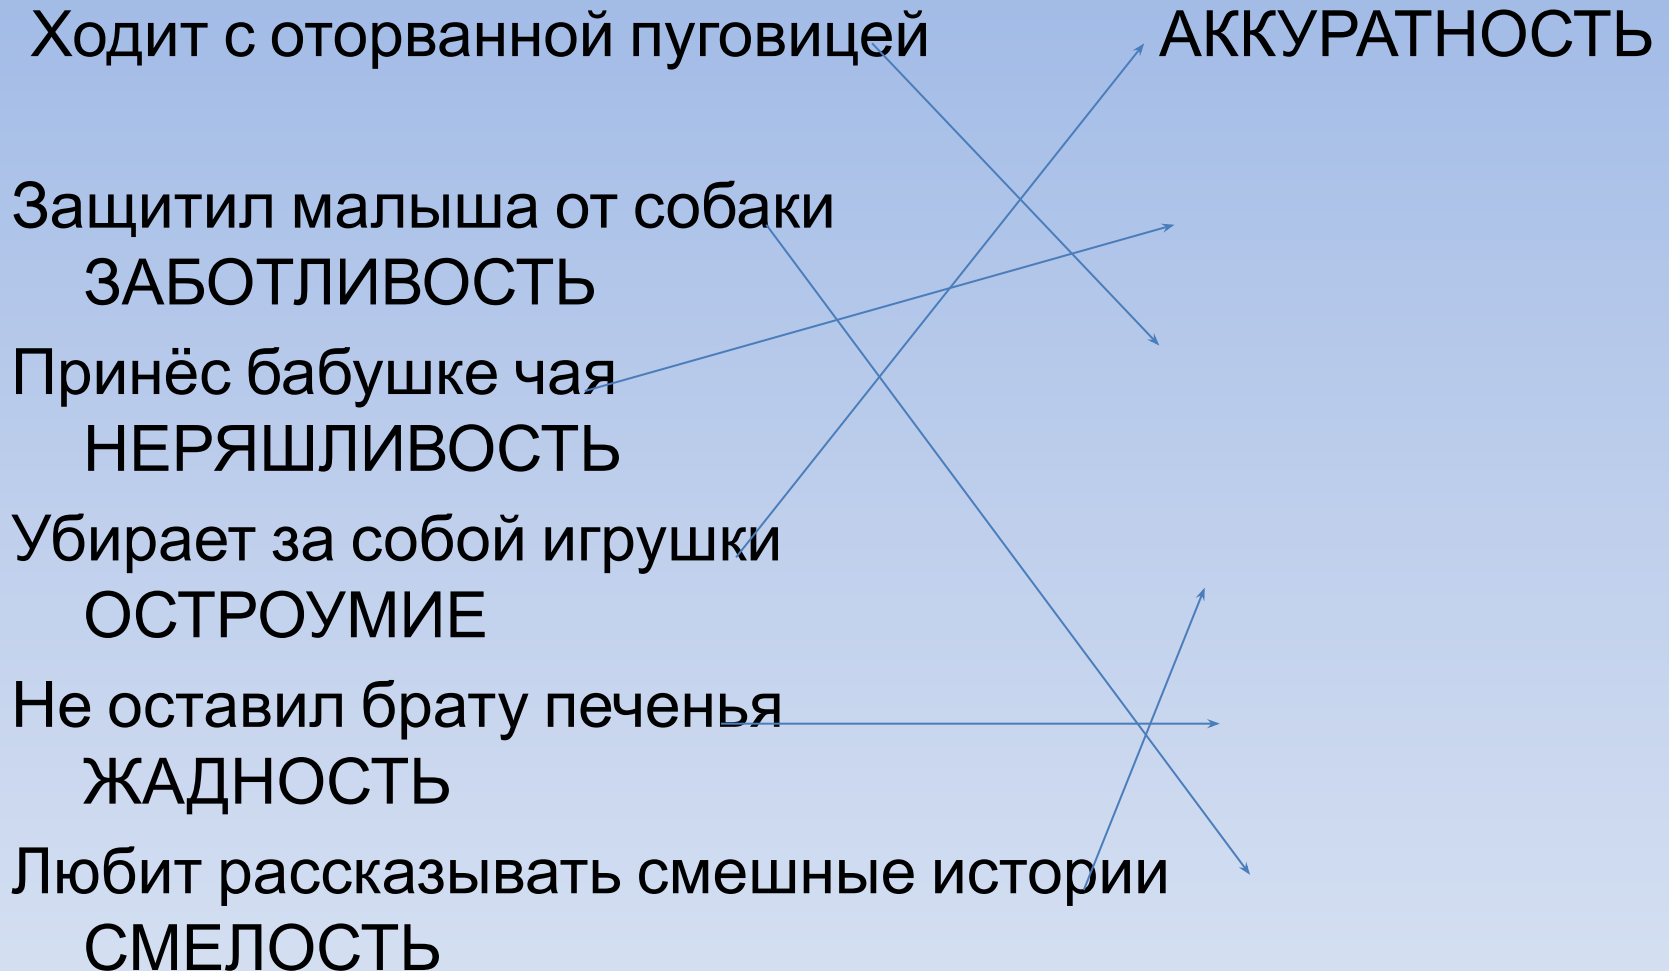 Ходит с оторванной пуговицей АККУРАТНОСТЬ
Защитил малыша от собаки
ЗАБОТЛИВОСТЬ
Принёс бабушке чая
НЕРЯШЛИВОСТЬ
Убирает за собой игрушки
ОСТРОУМИЕ
Не оставил брату печенья
ЖАДНОСТЬ
Любит рассказывать смешные истории
СМЕЛОСТЬ